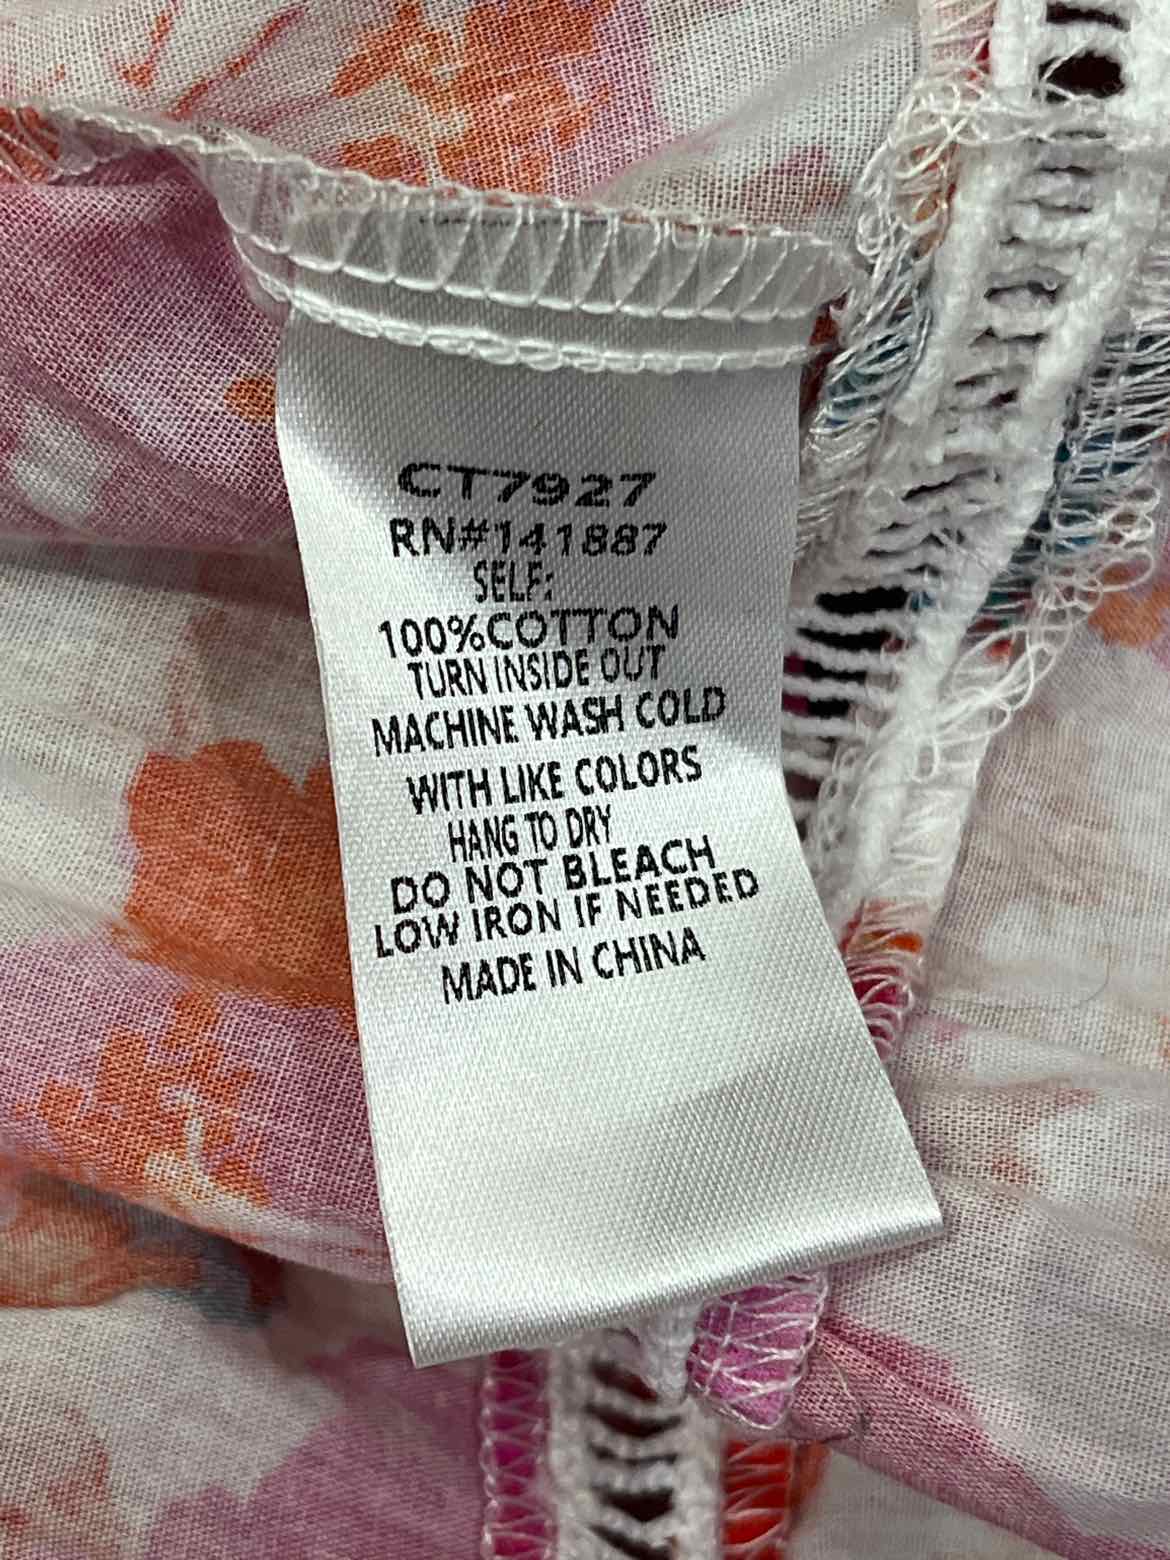 CT7927
RN#141887
SELF:
100%COTTON
TURN INSIDE OUT
MACHINE WASH COLD
WITH LIKE COLORS
HANG TO DRY
DO NOT BLEACH
LOW IRON IF NEEDED
MADE IN CHINA